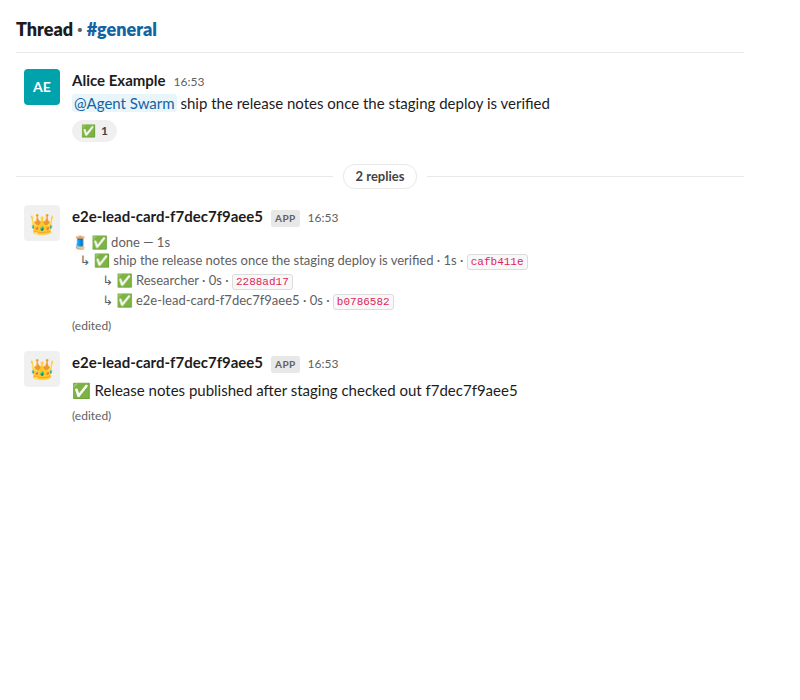 Thread • #general
AE
Alice Example 16:53
@Agent Swarm ship the release notes once the staging deploy is verified
✅ 1
2 replies
e2e-lead-card-f7dec7f9aee5 APP 16:53
🧵 ✅ done — 1s
↳ ✅ ship the release notes once the staging deploy is verified · 1s · cafb411e
↳ ✅ Researcher · 0s · 2288ad17
↳ ✅ e2e-lead-card-f7dec7f9aee5 · 0s · b0786582
(edited)
e2e-lead-card-f7dec7f9aee5 APP 16:53
✅ Release notes published after staging checked out f7dec7f9aee5
(edited)